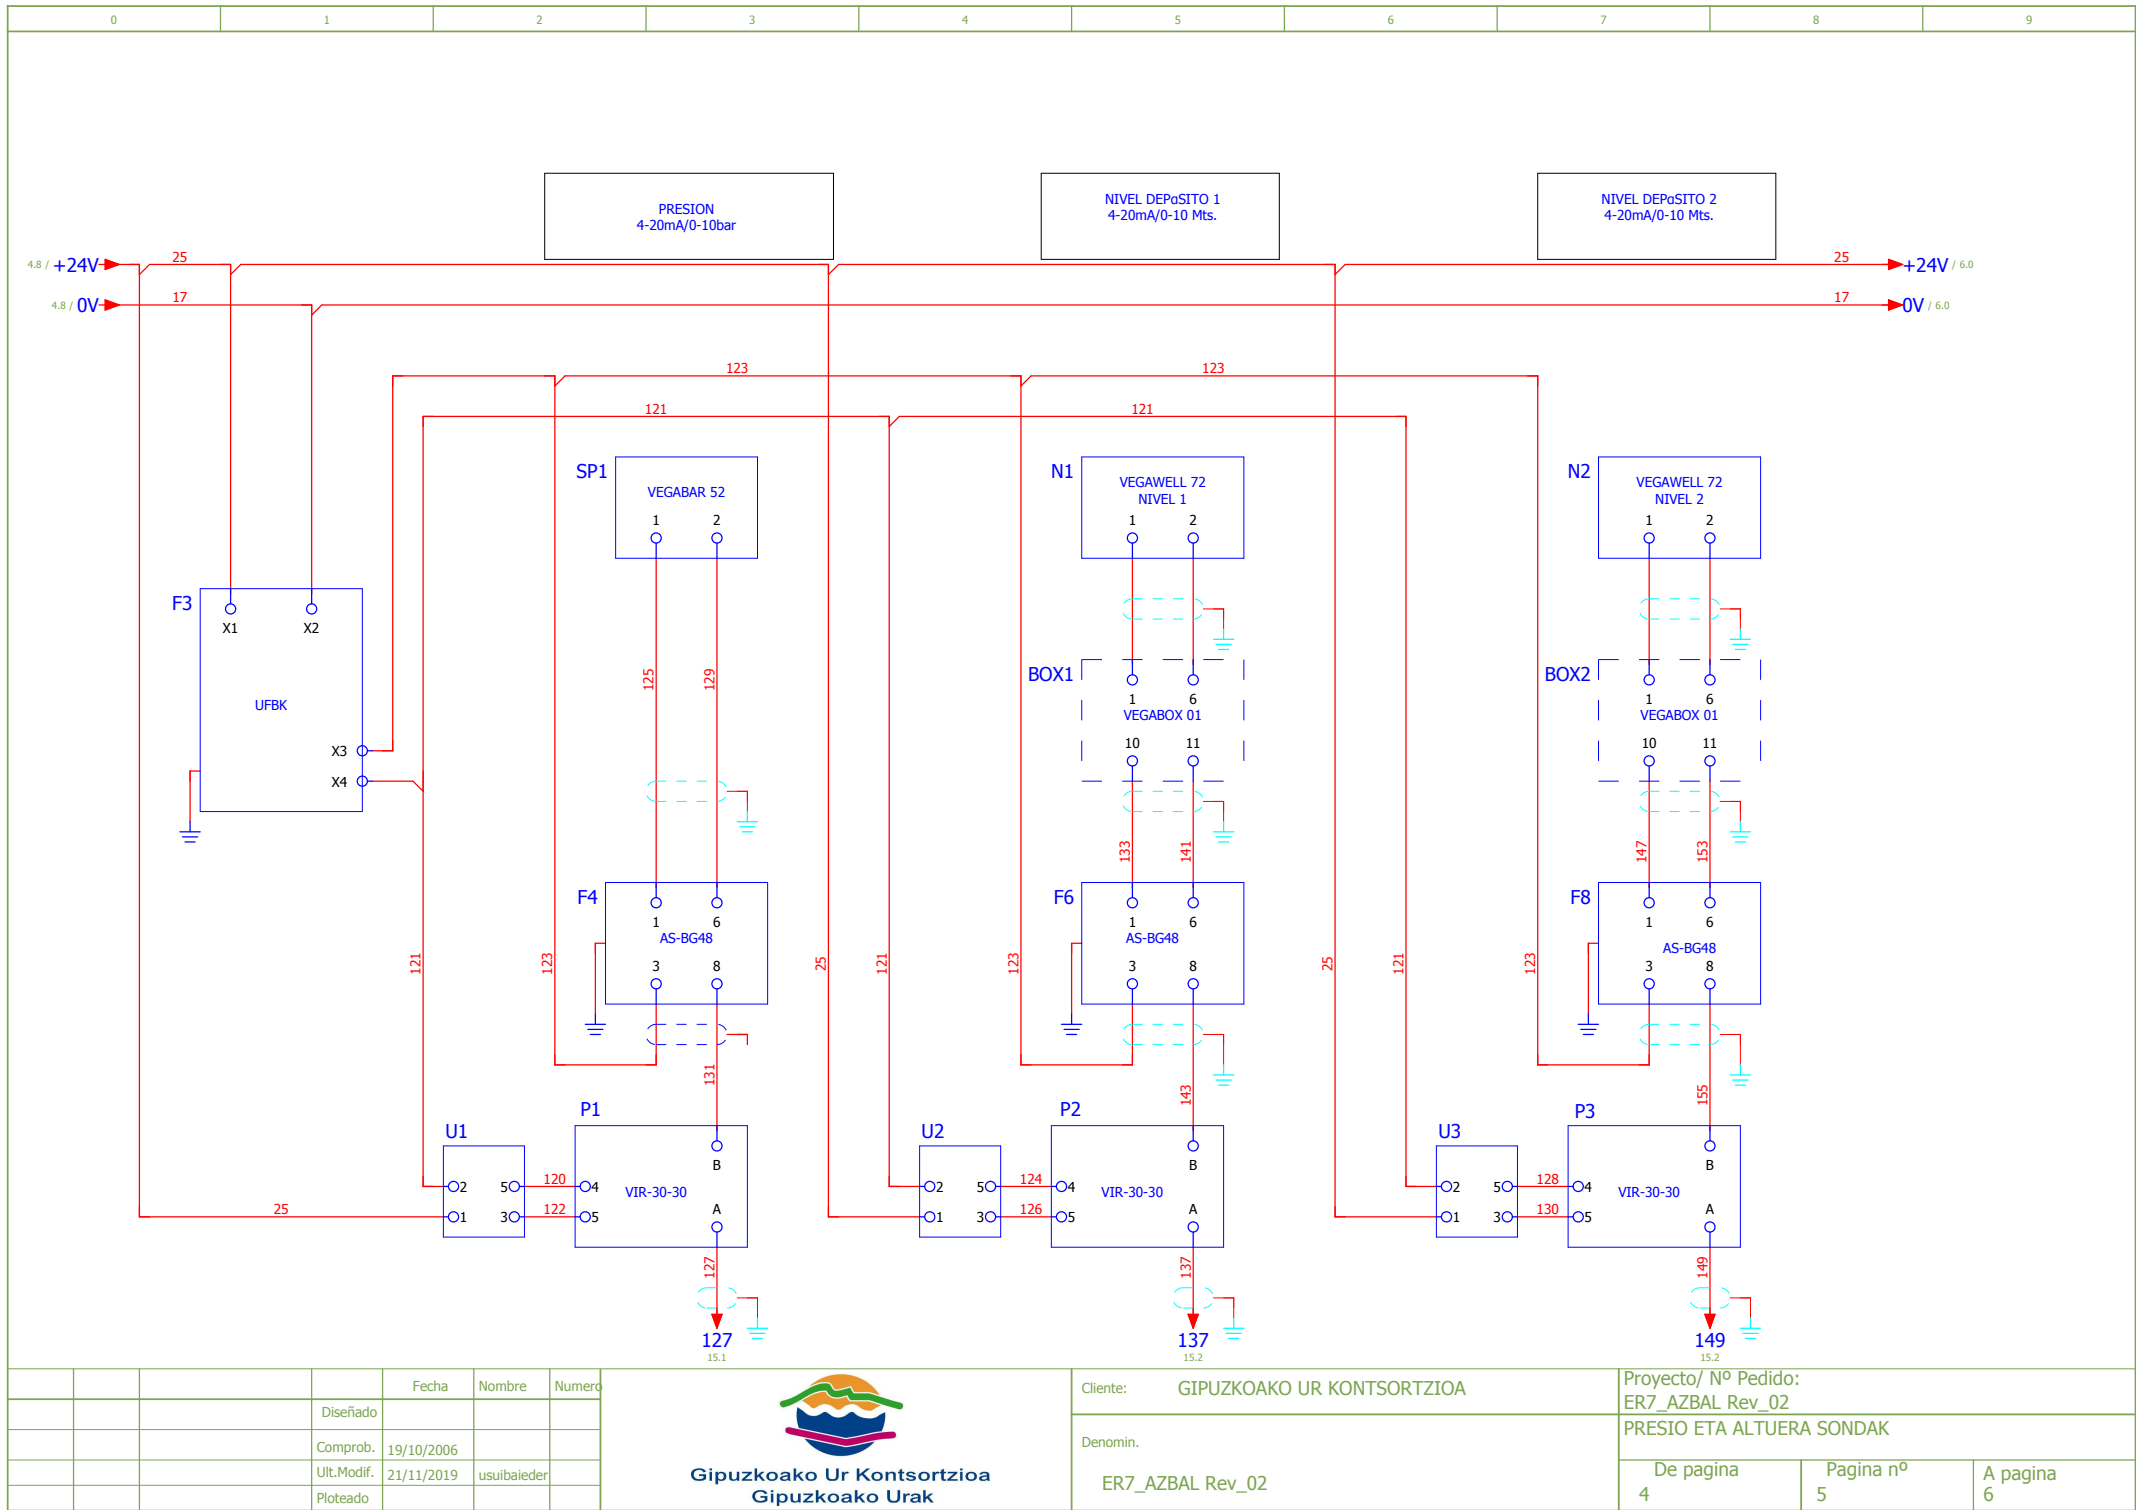 0 1 2 3 4 5 6 7 8 9
PRESION
4-20mA/0-10bar
NIVEL DEPɑSITO 1
4-20mA/0-10 Mts.
NIVEL DEPɑSITO 2
4-20mA/0-10 Mts.
4.8 / +24V 25 25 +24V / 6.0
4.8 / 0V 17 17 0V / 6.0
123 123
121 121
SP1
VEGABAR 52
1 2
N1
VEGAWELL 72
NIVEL 1
1 2
N2
VEGAWELL 72
NIVEL 2
1 2
F3
X1 X2
UFBK
X3
X4
125 129
BOX1
1 6
VEGABOX 01
10 11
BOX2
1 6
VEGABOX 01
10 11
133 141
147 153
F4
1 6
AS-BG48
3 8
F6
1 6
AS-BG48
3 8
F8
1 6
AS-BG48
3 8
121 123 25 121 123 25 121 123
131 143 155
U1
2 5
1 3
25
120
122
P1
4
5
VIR-30-30
B
A
U2
2 5
1 3
124
126
P2
4
5
VIR-30-30
B
A
U3
2 5
1 3
128
130
P3
4
5
VIR-30-30
B
A
127 137 149
127
15.1
137
15.2
149
15.2
Fecha Nombre Numero
Diseñado
Comprob. 19/10/2006
Ult.Modif. 21/11/2019 usuibaieder
Ploteado
Gipuzkoako Ur Kontsortzioa
Gipuzkoako Urak
Cliente: GIPUZKOAKO UR KONTSORTZIOA
Denomin.
ER7_AZBAL Rev_02
Proyecto/ Nº Pedido:
ER7_AZBAL Rev_02
PRESIO ETA ALTUERA SONDAK
De pagina
4
Pagina nº
5
A pagina
6